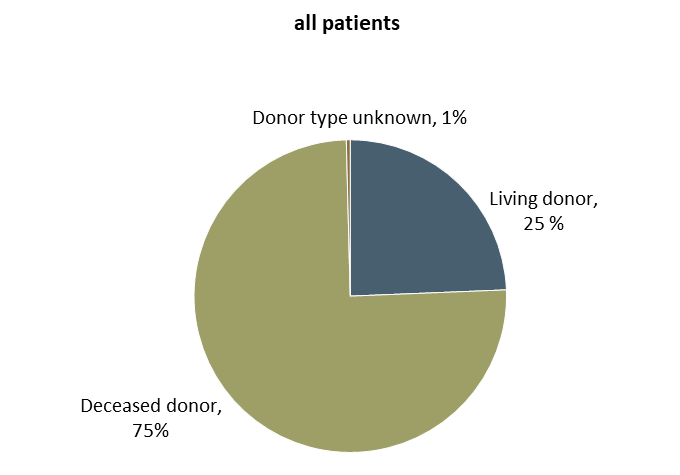 all patients
Donor type unknown, 1%
Living donor,
25 %
Deceased donor,
75%